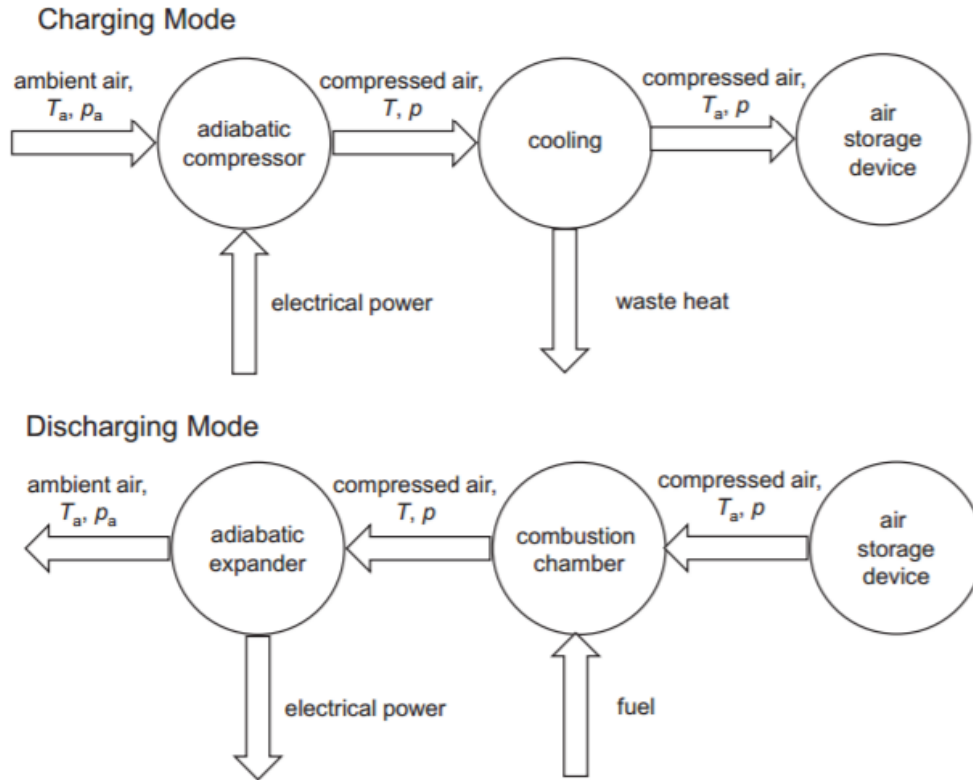 Charging Mode
ambient air,
Tₐ, pₐ
adiabatic
compressor
compressed air,
T, p
cooling
compressed air,
Tₐ, p
air
storage
device
electrical power
waste heat
Discharging Mode
ambient air,
Tₐ, pₐ
adiabatic
expander
compressed air,
T, p
combustion
chamber
compressed air,
Tₐ, p
air
storage
device
electrical power
fuel